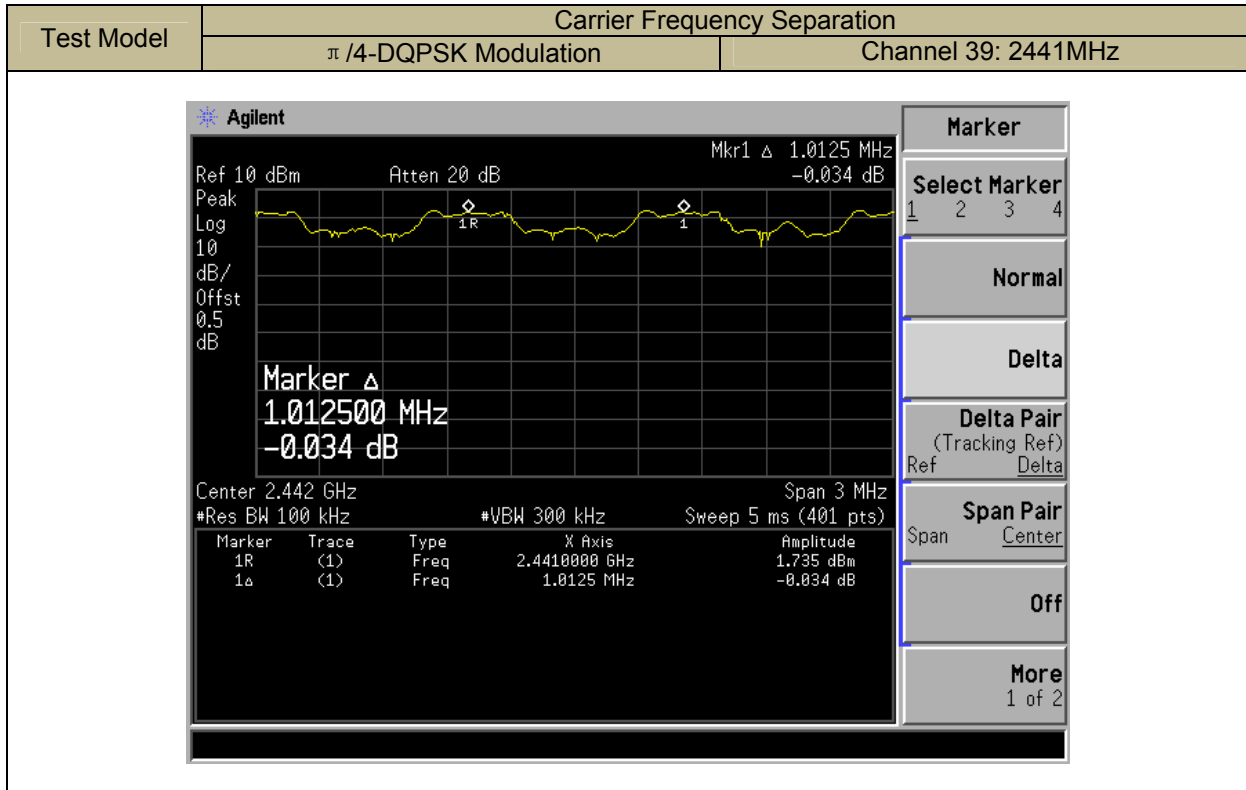 Test Model
Carrier Frequency Separation
π/4-DQPSK Modulation
Channel 39: 2441MHz
Agilent
Mkr1 Δ 1.0125 MHz
Ref 10 dBm Atten 20 dB -0.034 dB
Peak
Log
10
dB/
Offst
0.5
dB
1R
1
Marker Δ
1.012500 MHz
-0.034 dB
Center 2.442 GHz Span 3 MHz
#Res BW 100 kHz #VBW 300 kHz Sweep 5 ms (401 pts)
Marker Trace Type X Axis Amplitude
1R (1) Freq 2.4410000 GHz 1.735 dBm
1Δ (1) Freq 1.0125 MHz -0.034 dB
Marker
Select Marker
1 2 3 4
Normal
Delta
Delta Pair
(Tracking Ref)
Ref Delta
Span Pair
Span Center
Off
More
1 of 2